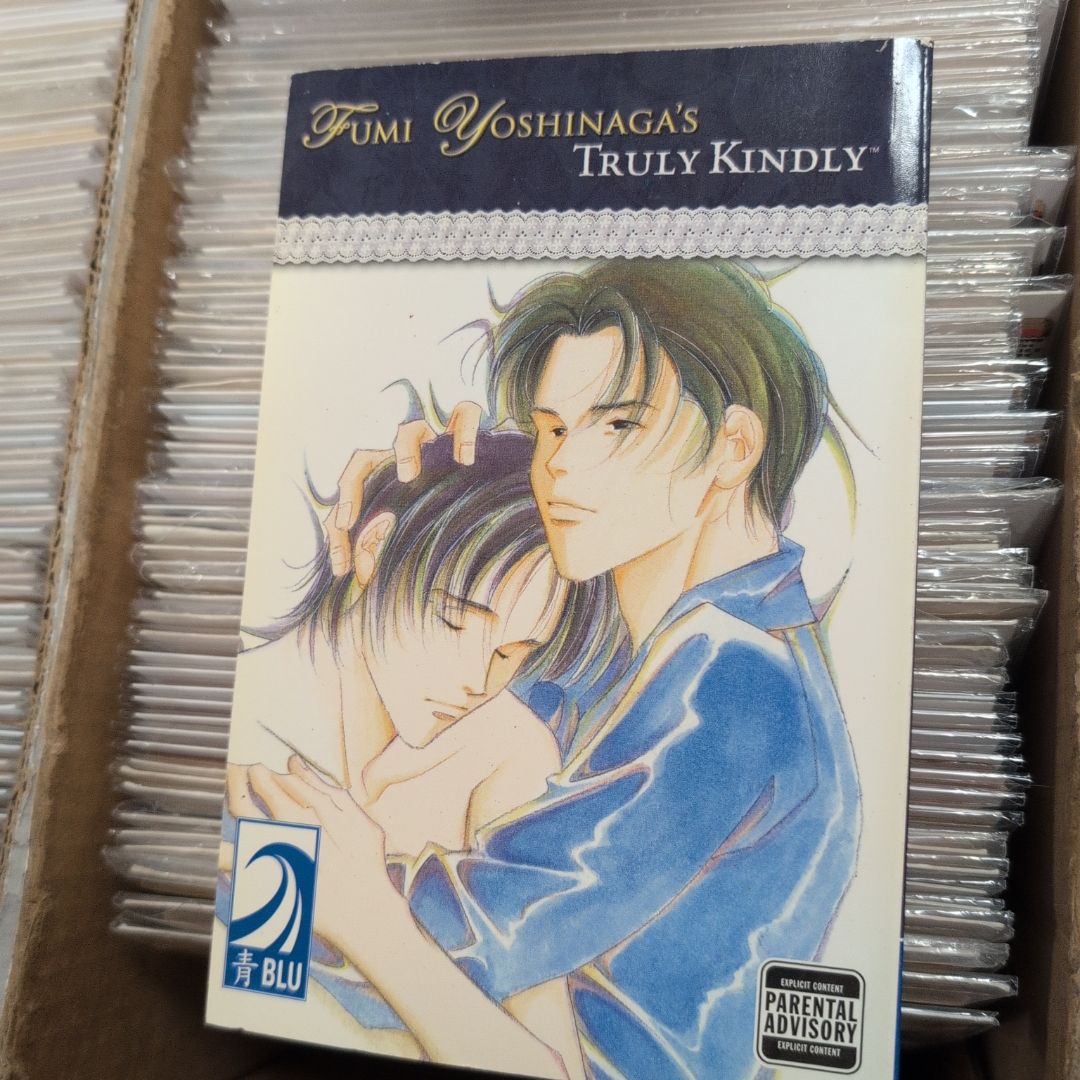 FUMI YOSHINAGA'S
TRULY KINDLY™
青 BLU
EXPLICIT CONTENT
PARENTAL
ADVISORY
EXPLICIT CONTENT